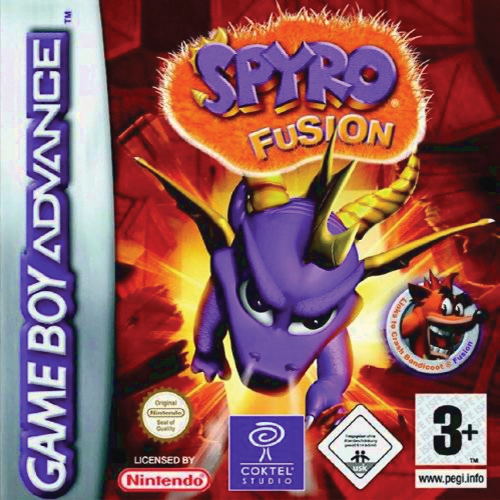 GAME BOY ADVANCE
SPYRO
FUSION
Links to Crash Bandicoot ® Fusion
Original
Nintendo
Seal of
Quality
LICENSED BY
Nintendo
COKTEL
STUDIO
usk
3+
™
www.pegi.info